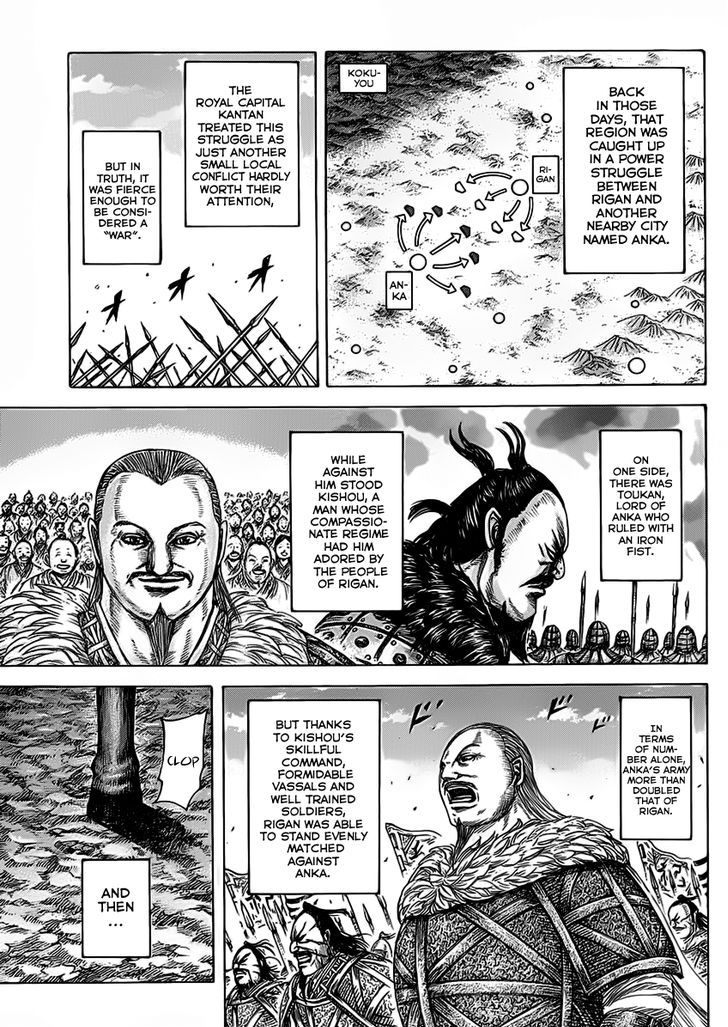 BACK
IN THOSE
DAYS, THAT
REGION WAS
CAUGHT UP
IN A POWER
STRUGGLE
BETWEEN
RIGAN AND
ANOTHER
NEARBY CITY
NAMED ANKA.
KOKU-
YOU
RI-
GAN
AN-
KA
THE
ROYAL CAPITAL
KANTAN
TREATED THIS
STRUGGLE AS
JUST ANOTHER
SMALL LOCAL
CONFLICT HARDLY
WORTH THEIR
ATTENTION,
BUT IN
TRUTH, IT
WAS FIERCE
ENOUGH TO
BE CONSI-
DERED A
"WAR".
ON
ONE SIDE,
THERE WAS
TOUKAN,
LORD OF
ANKA WHO
RULED WITH
AN IRON
FIST.
WHILE
AGAINST
HIM STOOD
KISHOU, A
MAN WHOSE
COMPASSIO-
NATE REGIME
HAD HIM
ADORED BY
THE PEOPLE
OF RIGAN.
IN
TERMS
OF NUM-
BER ALONE,
ANKA'S ARMY
MORE THAN
DOUBLED
THAT OF
RIGAN.
ドド
BUT THANKS
TO KISHOU'S
SKILLFUL
COMMAND,
FORMIDABLE
VASSALS AND
WELL TRAINED
SOLDIERS,
RIGAN WAS ABLE
TO STAND EVENLY
MATCHED
AGAINST
ANKA.
CLOP
AND
THEN
...